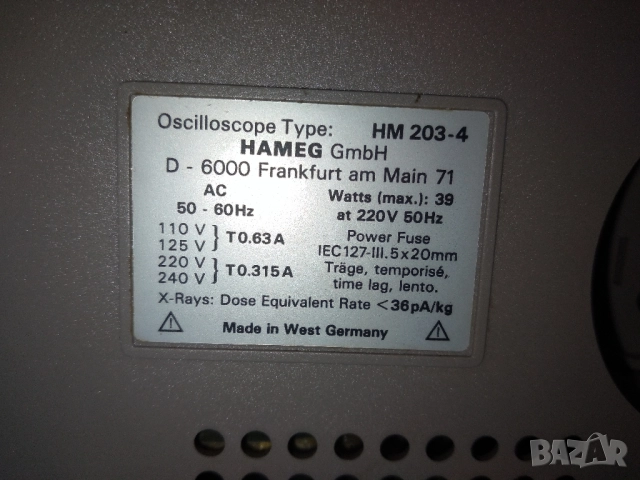 Oscilloscope Type: HM 203-4
HAMEG GmbH
D - 6000 Frankfurt am Main 71
AC
50 - 60Hz
110 V
125 V } T0.63A
220 V
240 V } T0.315A
Watts (max.): 39
at 220V 50Hz
Power Fuse
IEC127-III.5x20mm
Träge, temporisé,
time lag, lento.
X-Rays: Dose Equivalent Rate <36pA/kg
Made in West Germany
BAZAR